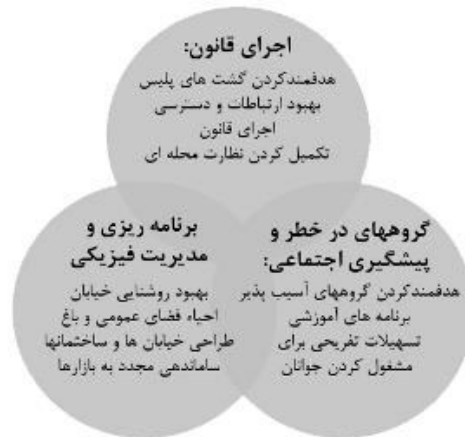 اجرای قانون:
هدفمندکردن گشت های پلیس
بهبود ارتباطات و دسترسی
اجرای قانون
تکمیل کردن نظارت محله ای
گروههای در خطر و
پیشگیری اجتماعی:
هدفمندکردن گروههای آسیب پذیر
برنامه های آموزشی
تسهیلات تفریحی برای
مشغول کردن جوانان
برنامه ریزی و
مدیریت فیزیکی
بهبود روشنایی خیابان
احیاء فضای عمومی و باغ
طراحی خیابان ها و ساختمانها
ساماندهی مجدد به بازارها